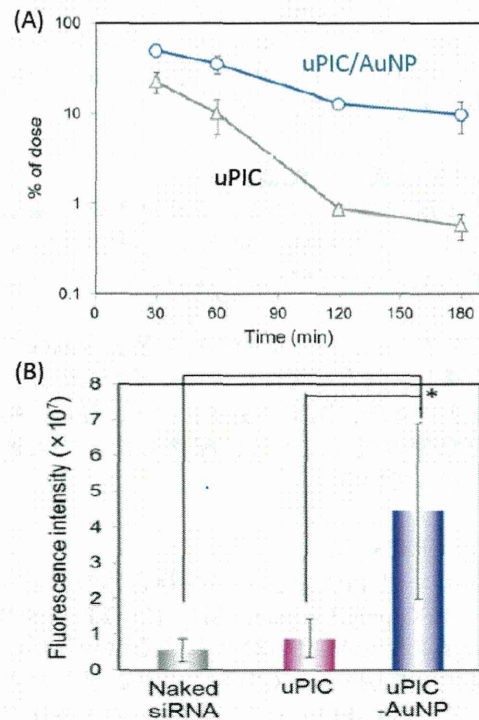 (A)
100
10
1
0.1
% of dose
uPIC/AuNP
uPIC
0 30 60 90 120 150 180
Time (min)
(B)
8
7
6
5
4
3
2
1
0
Fluorescence intensity (×10⁷)
*
Naked siRNA
uPIC
uPIC -AuNP